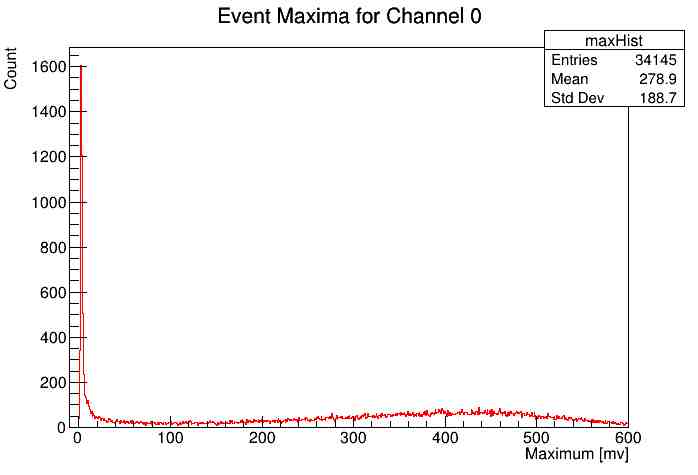 Event Maxima for Channel 0
maxHist
Entries 34145
Mean 278.9
Std Dev 188.7
Count
1600
1400
1200
1000
800
600
400
200
0
0 100 200 300 400 500 600
Maximum [mv]